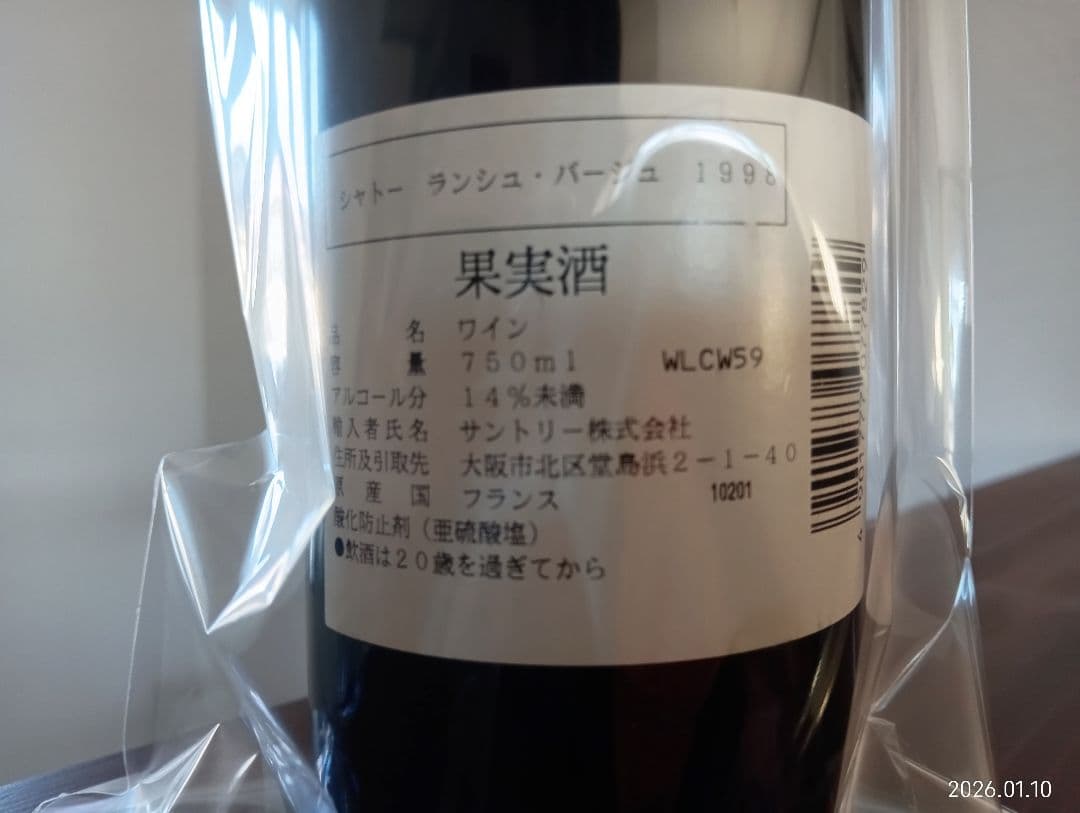 シャトー ランシュ・バージュ 1998
果実酒
品名 ワイン
容量 750ml WLCW59
アルコール分 14%未満
輸入者氏名 サントリー株式会社
住所及引取先 大阪市北区堂島浜2-1-40
原産国 フランス 10201
酸化防止剤(亜硫酸塩)
●飲酒は20歳を過ぎてから
2026.01.10